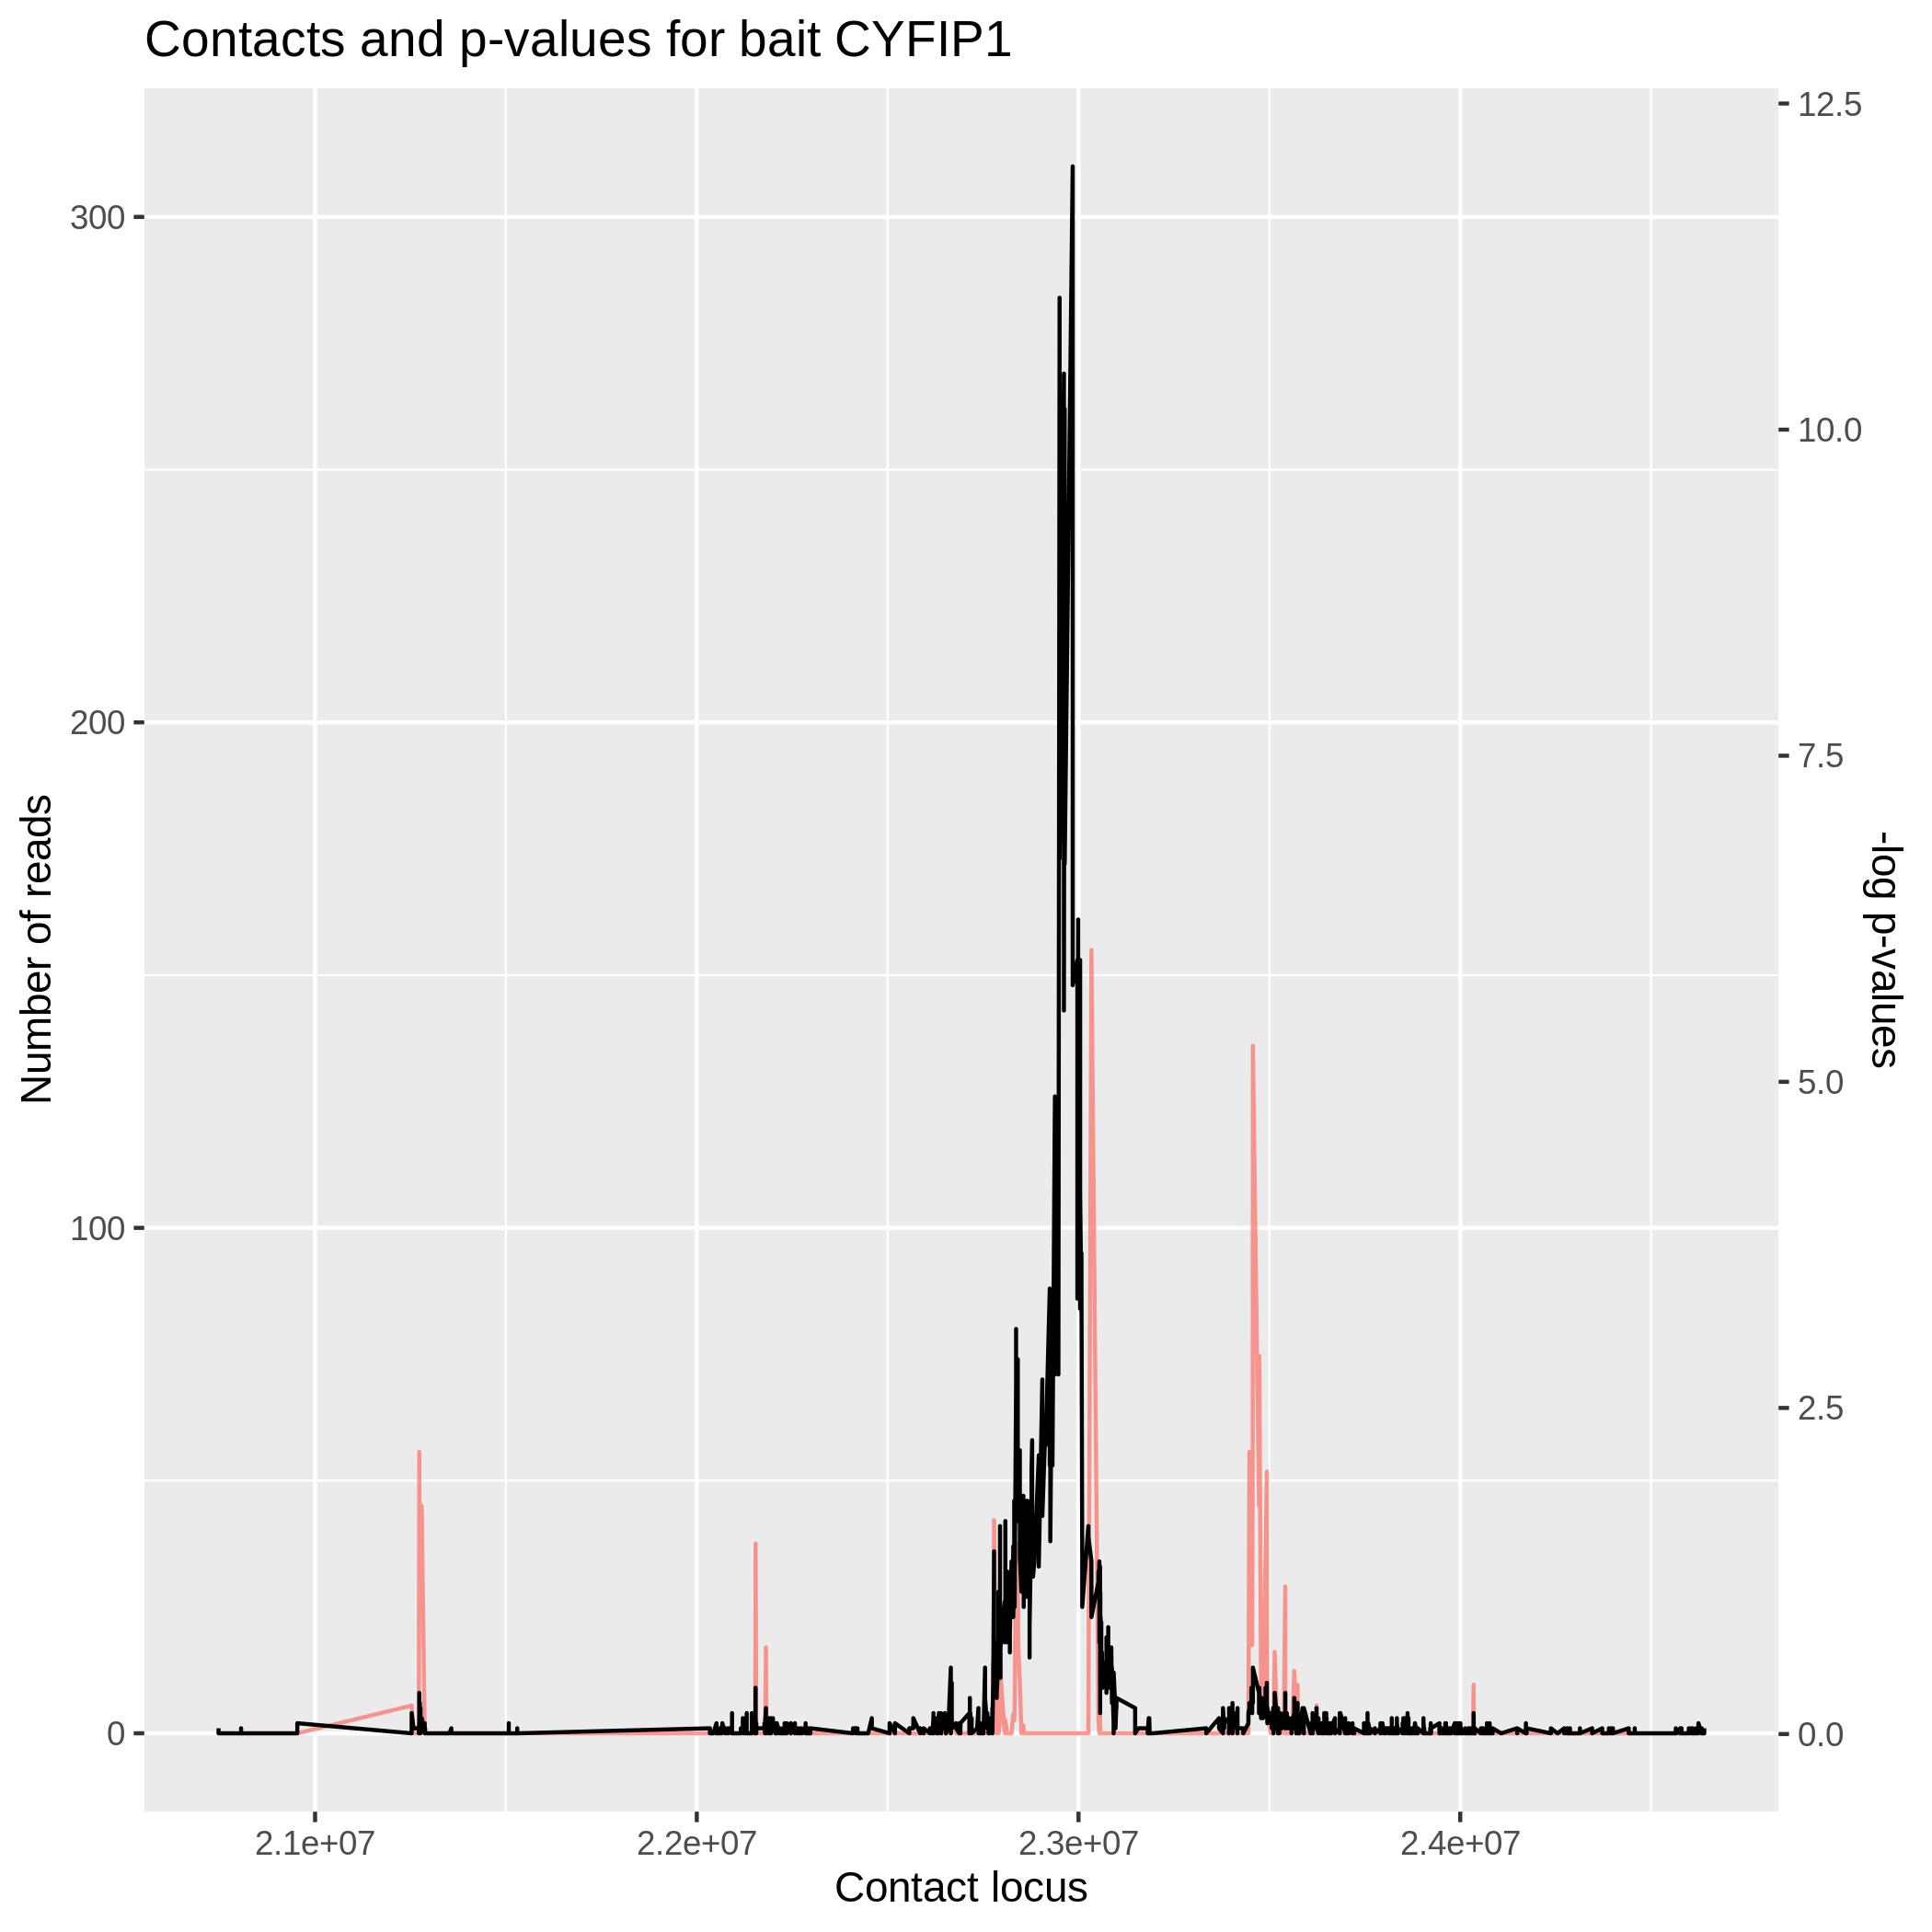 Contacts and p-values for bait CYFIP1
300
200
100
0
Number of reads
12.5
10.0
7.5
5.0
2.5
0.0
-log p-values
2.1e+07
2.2e+07
2.3e+07
2.4e+07
Contact locus